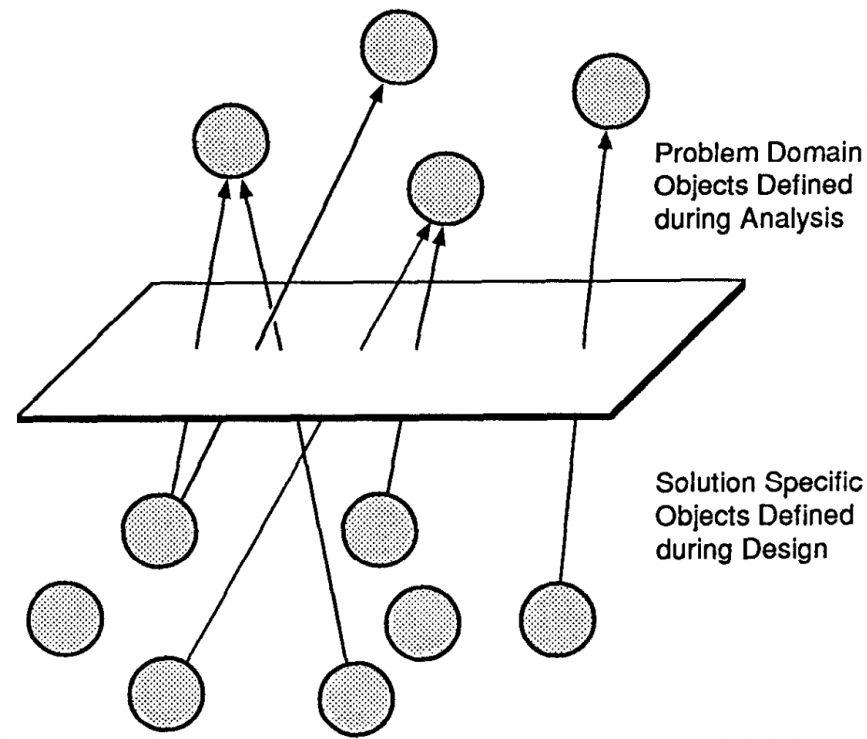 Problem Domain
Objects Defined
during Analysis
Solution Specific
Objects Defined
during Design